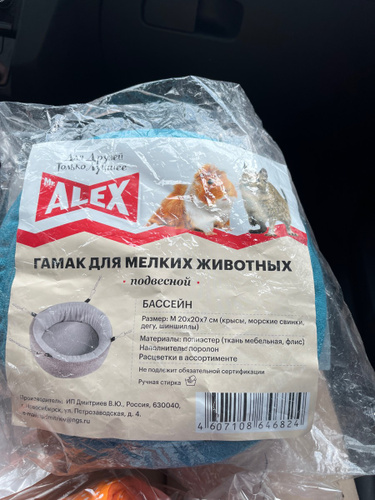 Для Друзей
Только Лучшее
Mr.
ALEX
ГАМАК ДЛЯ МЕЛКИХ ЖИВОТНЫХ
· подвесной ·
БАССЕЙН
Размер: М 20х20х7 см (крысы, морские свинки,
дегу, шиншиллы)
Материалы: полиэстер (ткань мебельная, флис)
Наполнитель: поролон
Расцветки в ассортименте
Не подлежит обязательной сертификации
Ручная стирка
Производитель: ИП Дмитриев В.Ю., Россия, 630040,
г. Новосибирск, ул. Петрозаводская, д. 4.
4 607108 646824